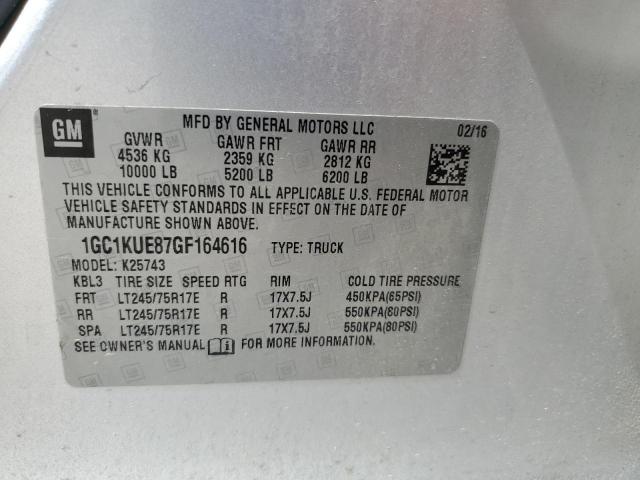 GM
MFD BY GENERAL MOTORS LLC 02/16
GVWR GAWR FRT GAWR RR
4536 KG 2359 KG 2812 KG
10000 LB 5200 LB 6200 LB
THIS VEHICLE CONFORMS TO ALL APPLICABLE U.S. FEDERAL MOTOR
VEHICLE SAFETY STANDARDS IN EFFECT ON THE DATE OF
MANUFACTURE SHOWN ABOVE.
1GC1KUE87GF164616 TYPE: TRUCK
MODEL: K25743
KBL3 TIRE SIZE SPEED RTG RIM COLD TIRE PRESSURE
FRT LT245/75R17E R 17X7.5J 450KPA(65PSI)
RR LT245/75R17E R 17X7.5J 550KPA(80PSI)
SPA LT245/75R17E R 17X7.5J 550KPA(80PSI)
SEE OWNER'S MANUAL FOR MORE INFORMATION.